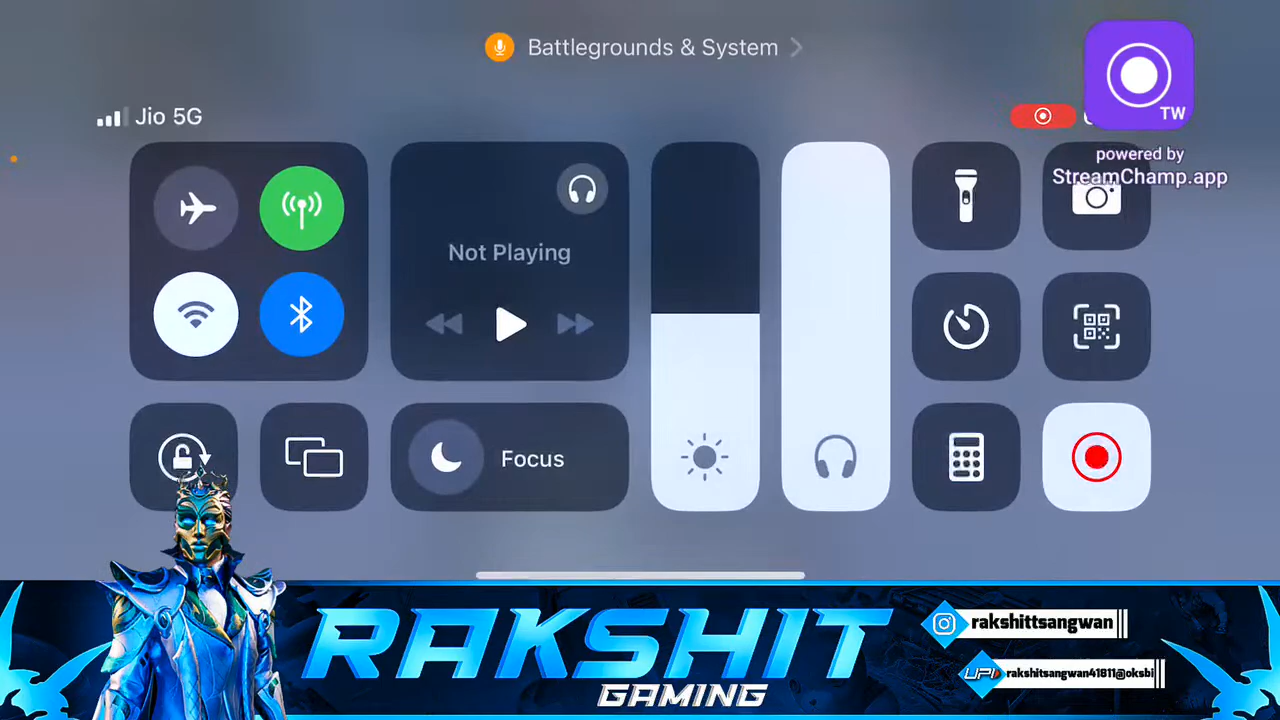 Battlegrounds & System
Jio 5G
TW
powered by
StreamChamp.app
Not Playing
Focus
RAKSHIT
GAMING
rakshittsangwan
UPI
rakshitsangwan41811@oksbi